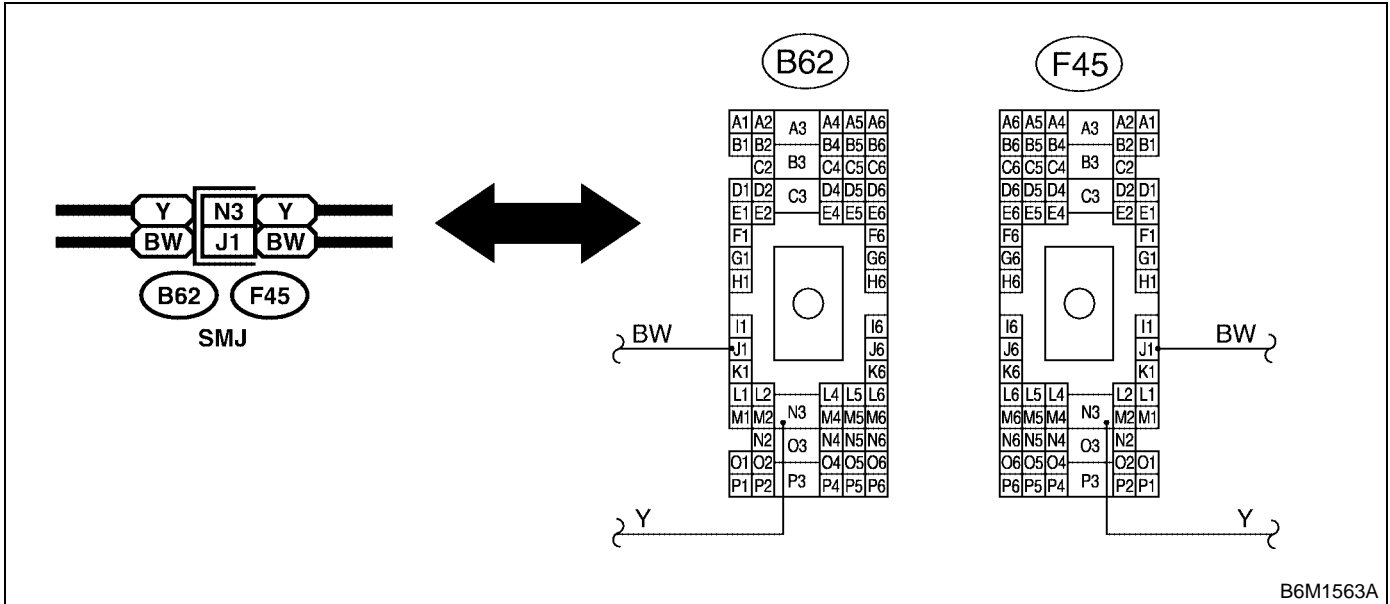 Y N3 Y
BW J1 BW
B62 F45
SMJ
B62
A1 A2 A3 A4 A5 A6
B1 B2 B3 B4 B5 B6
C2 C4 C5 C6
D1 D2 C3 D4 D5 D6
E1 E2 E4 E5 E6
F1 F6
G1 G6
H1 H6
I1 I6
BW J1 J6
K1 K6
L1 L2 L4 L5 L6
M1 M2 N3 M4 M5 M6
N2 O3 N4 N5 N6
O1 O2 O4 O5 O6
P1 P2 P3 P4 P5 P6
Y
F45
A6 A5 A4 A3 A2 A1
B6 B5 B4 B3 B2 B1
C6 C5 C4 C2
D6 D5 D4 C3 D2 D1
E6 E5 E4 E2 E1
F6 F1
G6 G1
H6 H1
I6 I1
J6 J1 BW
K6 K1
L6 L5 L4 L2 L1
M6 M5 M4 N3 M2 M1
N6 N5 N4 O3 N2
O6 O5 O4 O2 O1
P6 P5 P4 P3 P2 P1
Y
B6M1563A